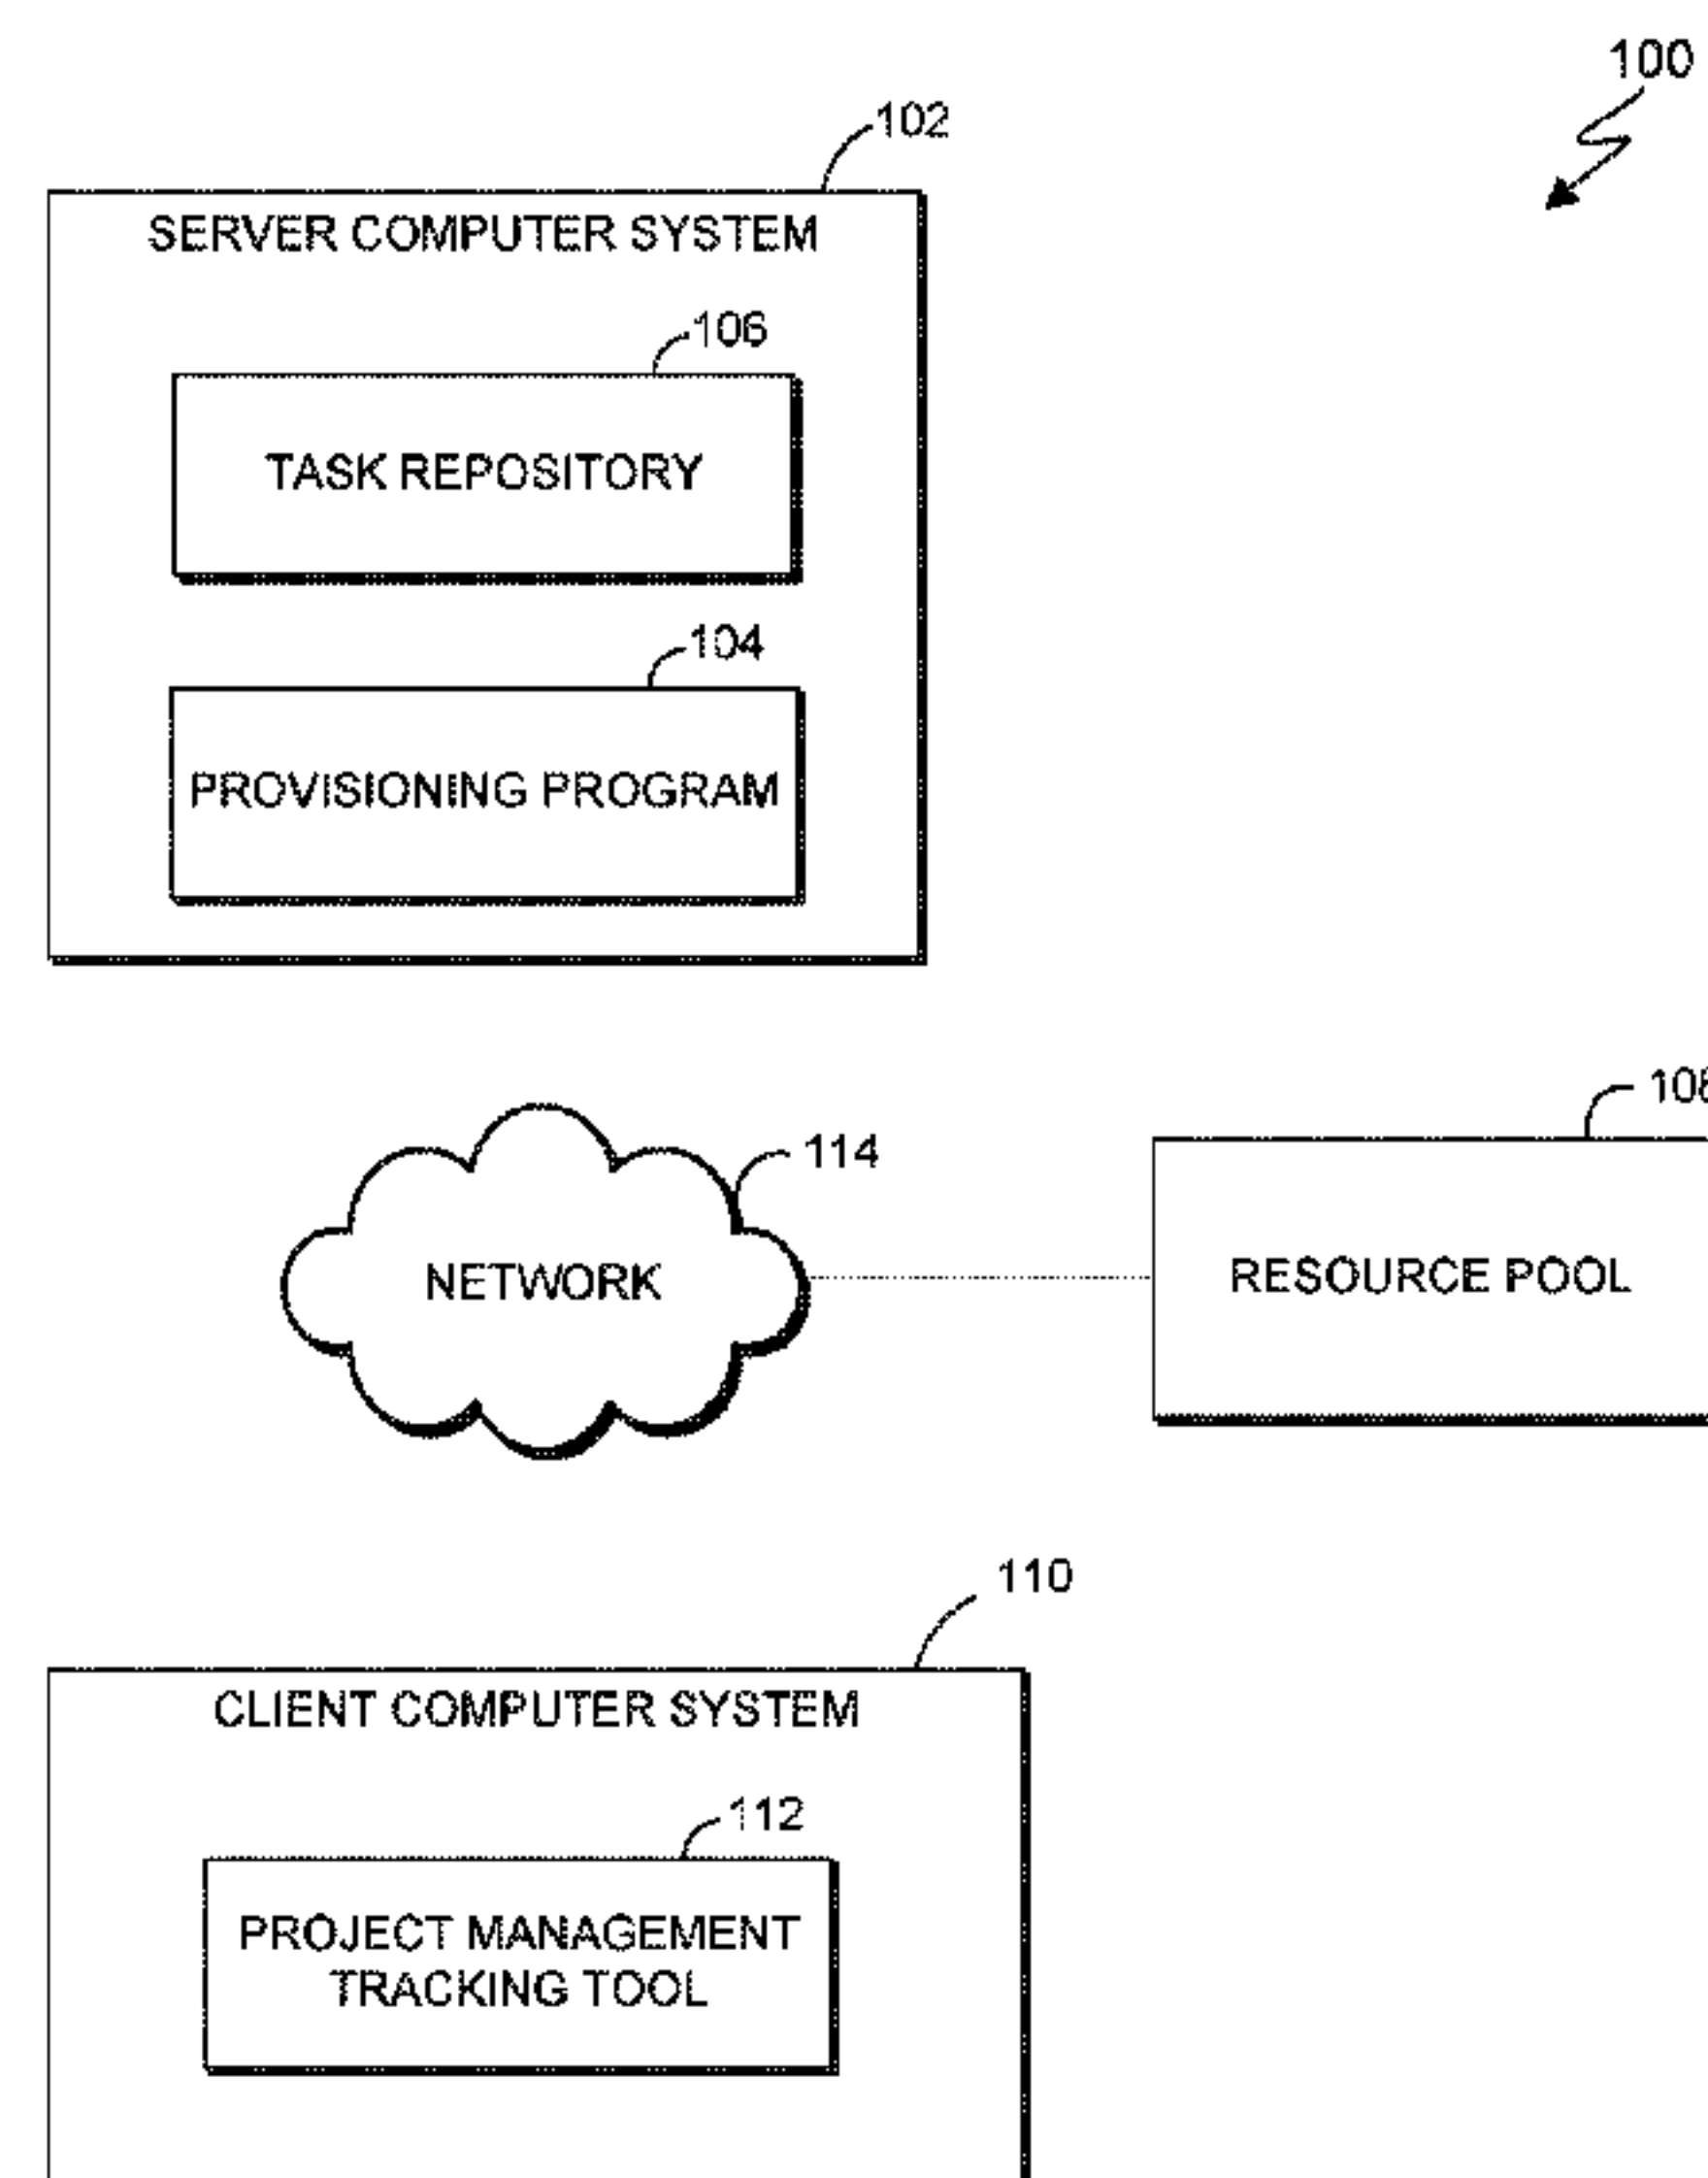 100
102
SERVER COMPUTER SYSTEM
106
TASK REPOSITORY
104
PROVISIONING PROGRAM
114
NETWORK
RESOURCE POOL
110
CLIENT COMPUTER SYSTEM
112
PROJECT MANAGEMENT
TRACKING TOOL